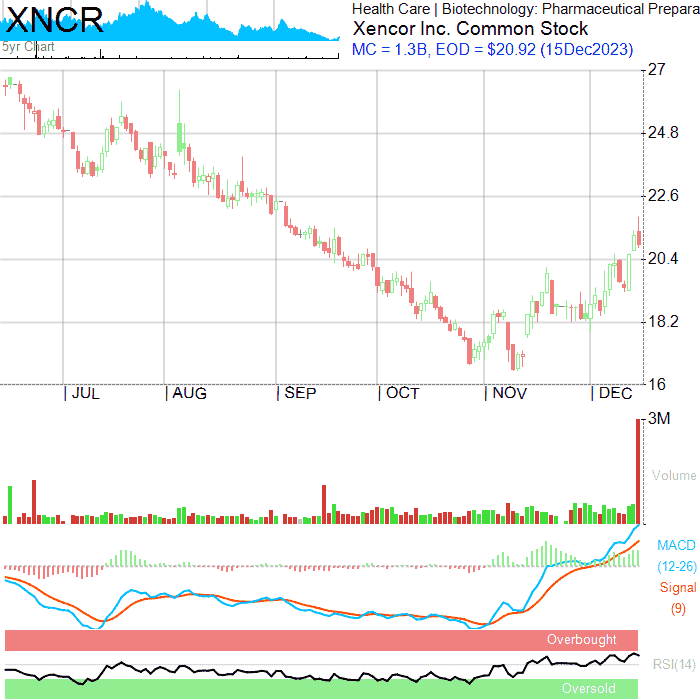 XNCR
5yr Chart
Health Care | Biotechnology: Pharmaceutical Prepara
Xencor Inc. Common Stock
MC = 1.3B, EOD = $20.92 (15Dec2023)
27
24.8
22.6
20.4
18.2
16
| JUL | AUG | SEP | OCT | NOV | DEC
3M
Volume
MACD
(12-26)
Signal
(9)
Overbought
RSI(14)
Oversold